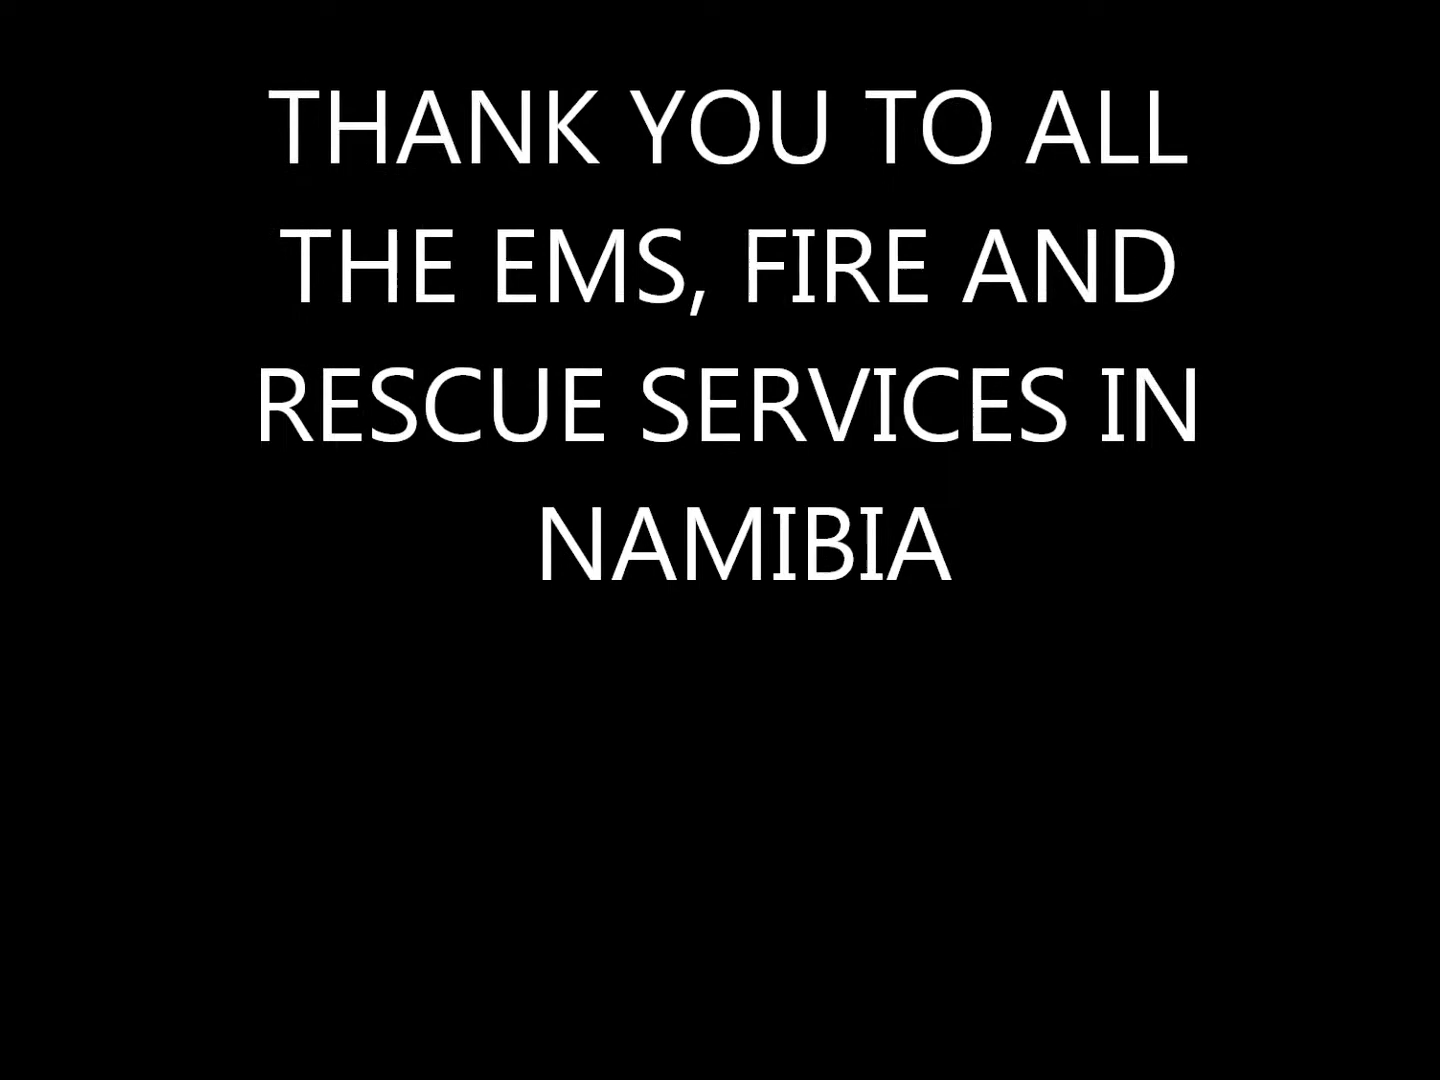 THANK YOU TO ALL
THE EMS, FIRE AND
RESCUE SERVICES IN
NAMIBIA